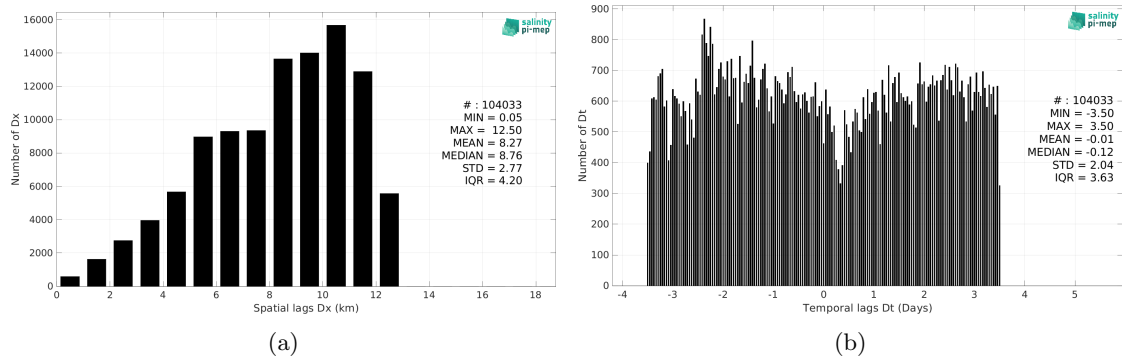 16000
14000
12000
10000
8000
6000
4000
2000
0
Number of Dx
salinity
pi-mep
# : 104033
MIN = 0.05
MAX = 12.50
MEAN = 8.27
MEDIAN = 8.76
STD = 2.77
IQR = 4.20
0 2 4 6 8 10 12 14 16 18
Spatial lags Dx (km)
(a)
900
800
700
600
500
400
300
200
100
0
Number of Dt
salinity
pi-mep
# : 104033
MIN = -3.50
MAX = 3.50
MEAN = -0.01
MEDIAN = -0.12
STD = 2.04
IQR = 3.63
-4 -3 -2 -1 0 1 2 3 4 5
Temporal lags Dt (Days)
(b)